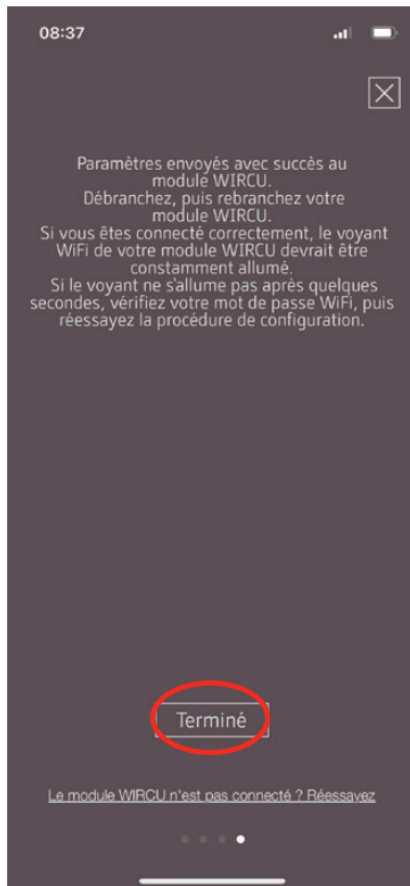 08:37
Paramètres envoyés avec succès au
module WIRCU.
Débranchez, puis rebranchez votre
module WIRCU.
Si vous êtes connecté correctement, le voyant
WiFi de votre module WIRCU devrait être
constamment allumé.
Si le voyant ne s'allume pas après quelques
secondes, vérifiez votre mot de passe WiFi, puis
réessayez la procédure de configuration.
Terminé
Le module WIRCU n'est pas connecté ? Réessayez